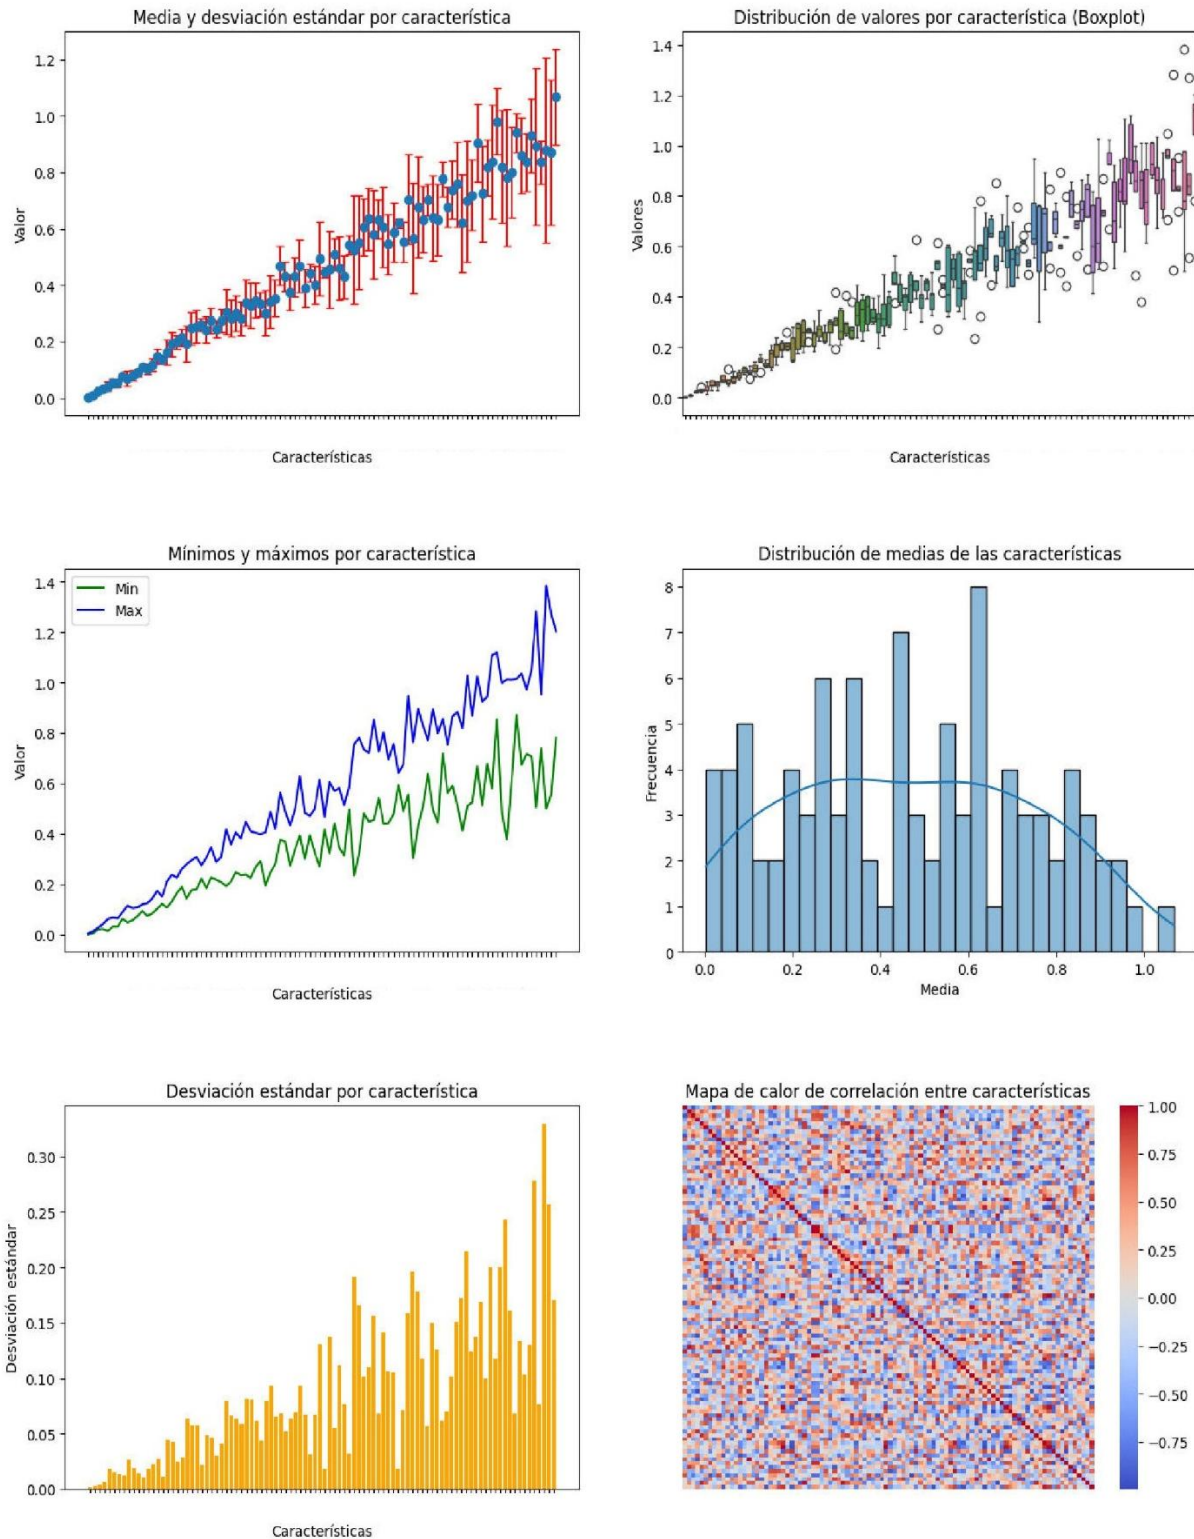 Media y desviación estándar por característica
Valor
1.2
1.0
0.8
0.6
0.4
0.2
0.0
Características
Distribución de valores por característica (Boxplot)
Valores
1.4
1.2
1.0
0.8
0.6
0.4
0.2
0.0
Características
Mínimos y máximos por característica
Min
Max
Valor
1.4
1.2
1.0
0.8
0.6
0.4
0.2
0.0
Características
Distribución de medias de las características
Frecuencia
8
7
6
5
4
3
2
1
0
0.0 0.2 0.4 0.6 0.8 1.0
Media
Desviación estándar por característica
Desviación estándar
0.30
0.25
0.20
0.15
0.10
0.05
0.00
Características
Mapa de calor de correlación entre características
1.00
0.75
0.50
0.25
0.00
−0.25
−0.50
−0.75